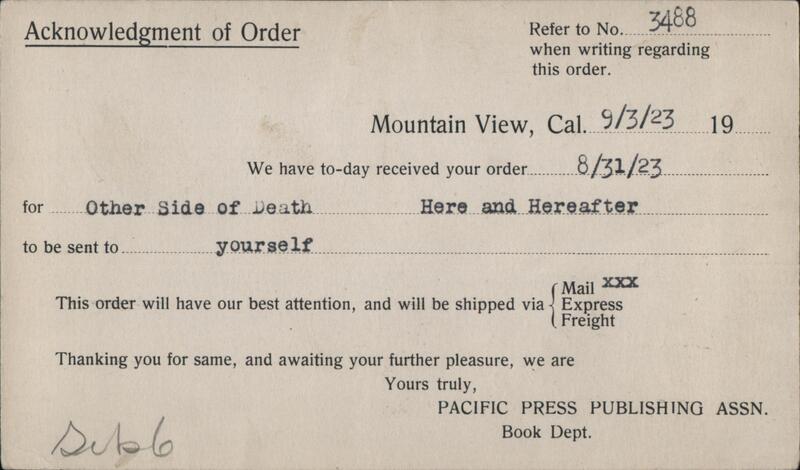 Acknowledgment of Order
Refer to No. 3488
when writing regarding
this order.
Mountain View, Cal. 9/3/23 19
We have to-day received your order 8/31/23
for Other Side of Death Here and Hereafter
to be sent to yourself
This order will have our best attention, and will be shipped via { Mail xxx
Express
Freight
Thanking you for same, and awaiting your further pleasure, we are
Yours truly,
PACIFIC PRESS PUBLISHING ASSN.
Book Dept.